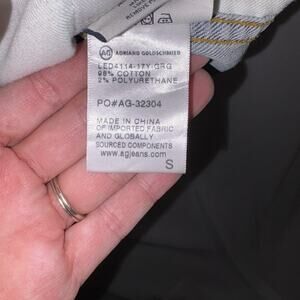 AG ADRIANO GOLDSCHMIED
LED4114-17Y-GRG
98% COTTON
2% POLYURETHANE
PO#AG-32304
MADE IN CHINA
OF IMPORTED FABRIC
AND GLOBALLY
SOURCED COMPONENTS
www.agjeans.com
S